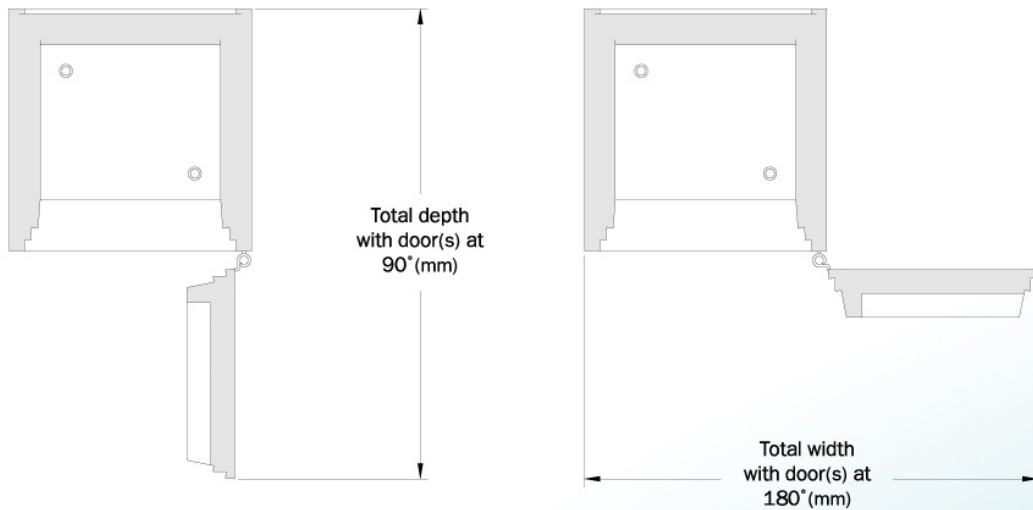 Total depth
with door(s) at
90˚(mm)
Total width
with door(s) at
180˚(mm)